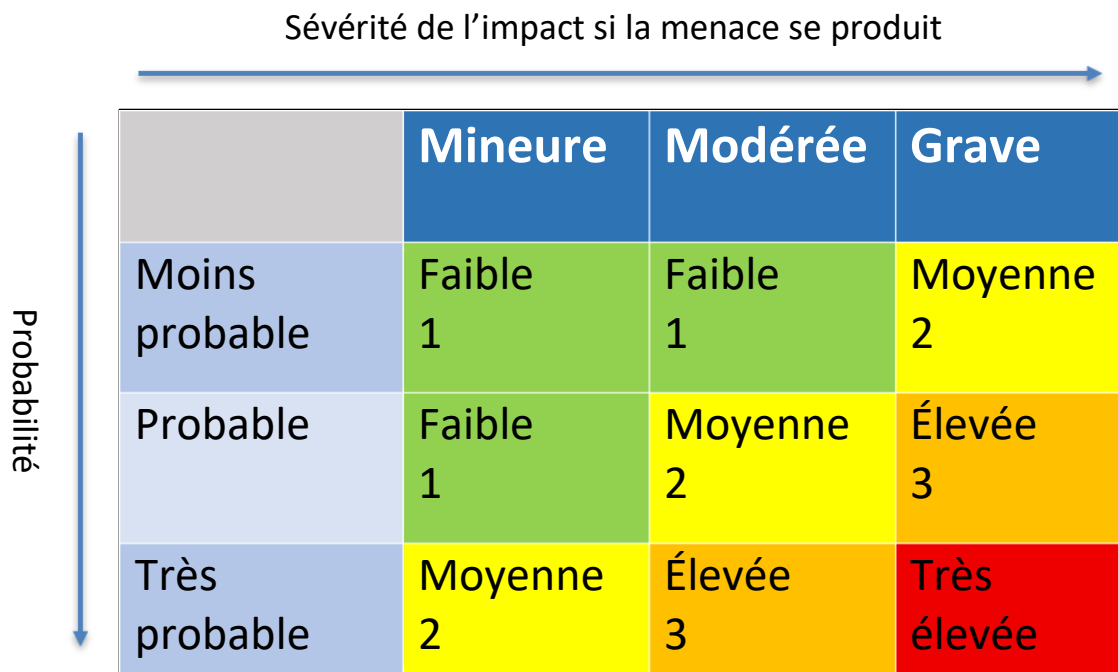 Sévérité de l’impact si la menace se produit
Mineure Modérée Grave
Probabilité
Moins probable
Faible 1
Faible 1
Moyenne 2
Probable
Faible 1
Moyenne 2
Élevée 3
Très probable
Moyenne 2
Élevée 3
Très élevée